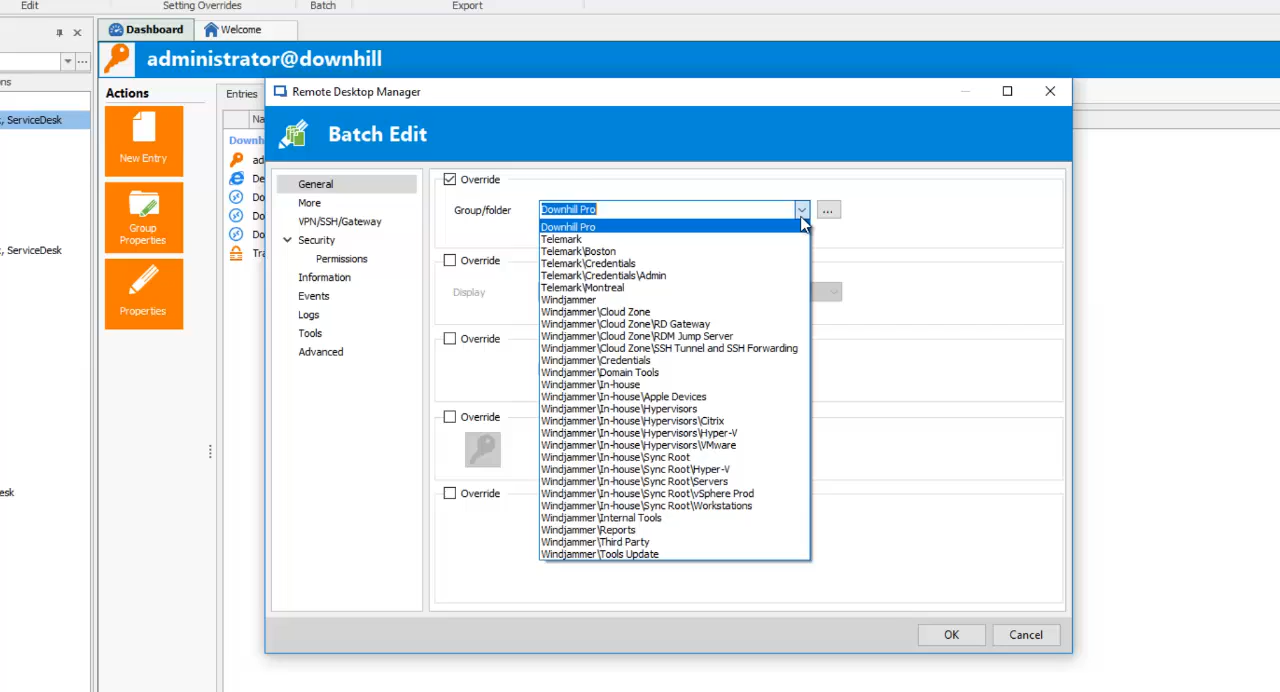 Edit
Setting Overrides
Batch
Export
Dashboard
Welcome
administrator@downhill
Actions
New Entry
Group
Properties
Properties
, ServiceDesk
, ServiceDesk
Entries
Remote Desktop Manager
Batch Edit
General
More
VPN/SSH/Gateway
Security
Permissions
Information
Events
Logs
Tools
Advanced
Override
Group/folder
Downhill Pro
...
Downhill Pro
Telemark
Telemark\Boston
Telemark\Credentials
Telemark\Credentials\Admin
Telemark\Montreal
Windjammer
Windjammer\Cloud Zone
Windjammer\Cloud Zone\RD Gateway
Windjammer\Cloud Zone\RDM Jump Server
Windjammer\Cloud Zone\SSH Tunnel and SSH Forwarding
Windjammer\Credentials
Windjammer\Domain Tools
Windjammer\In-house
Windjammer\In-house\Apple Devices
Windjammer\In-house\Hypervisors
Windjammer\In-house\Hypervisors\Citrix
Windjammer\In-house\Hypervisors\Hyper-V
Windjammer\In-house\Hypervisors\VMware
Windjammer\In-house\Sync Root
Windjammer\In-house\Sync Root\Hyper-V
Windjammer\In-house\Sync Root\Servers
Windjammer\In-house\Sync Root\vSphere Prod
Windjammer\In-house\Sync Root\Workstations
Windjammer\Internal Tools
Windjammer\Reports
Windjammer\Third Party
Windjammer\Tools Update
Override
Display
Override
Override
Override
OK
Cancel